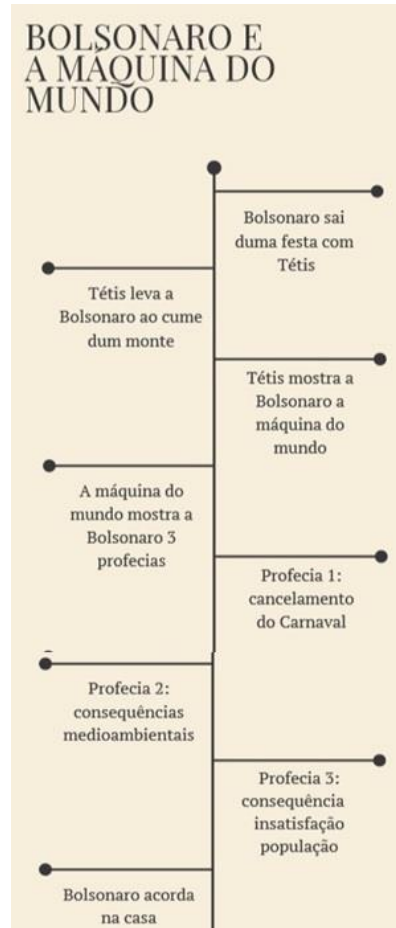 BOLSONARO E
A MÁQUINA DO
MUNDO
Bolsonaro sai
duma festa com
Tétis
Tétis leva a
Bolsonaro ao cume
dum monte
Tétis mostra a
Bolsonaro a
máquina do
mundo
A máquina do
mundo mostra a
Bolsonaro 3
profecias
Profecia 1:
cancelamento
do Carnaval
Profecia 2:
consequências
medioambientais
Profecia 3:
consequência
insatisfação
população
Bolsonaro acorda
na casa